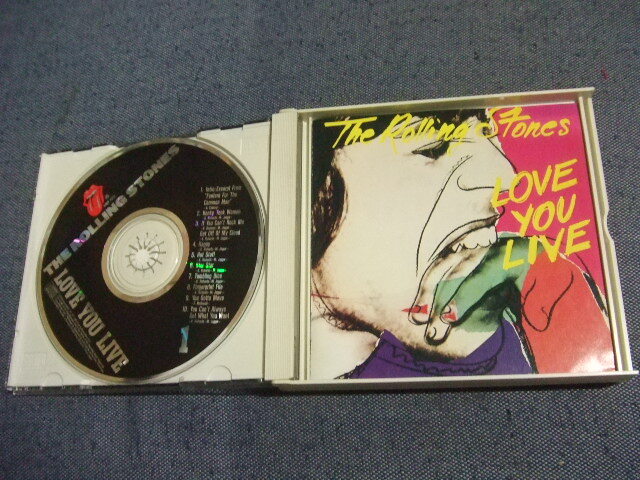 THE ROLLING STONES
LOVE YOU LIVE
1
1. Intro: Excerpt From
"Fanfare For The
Common Man"
2. Honky Tonk Women
3. If You Can't Rock Me
Get Off Of My Cloud
4. Happy
5. Hot Stuff
6. Star Star
7. Tumbling Dice
8. Fingerprint File
9. You Gotta Move
10. You Can't Always
Get What You Want
The Rolling Stones
LOVE
YOU
LIVE